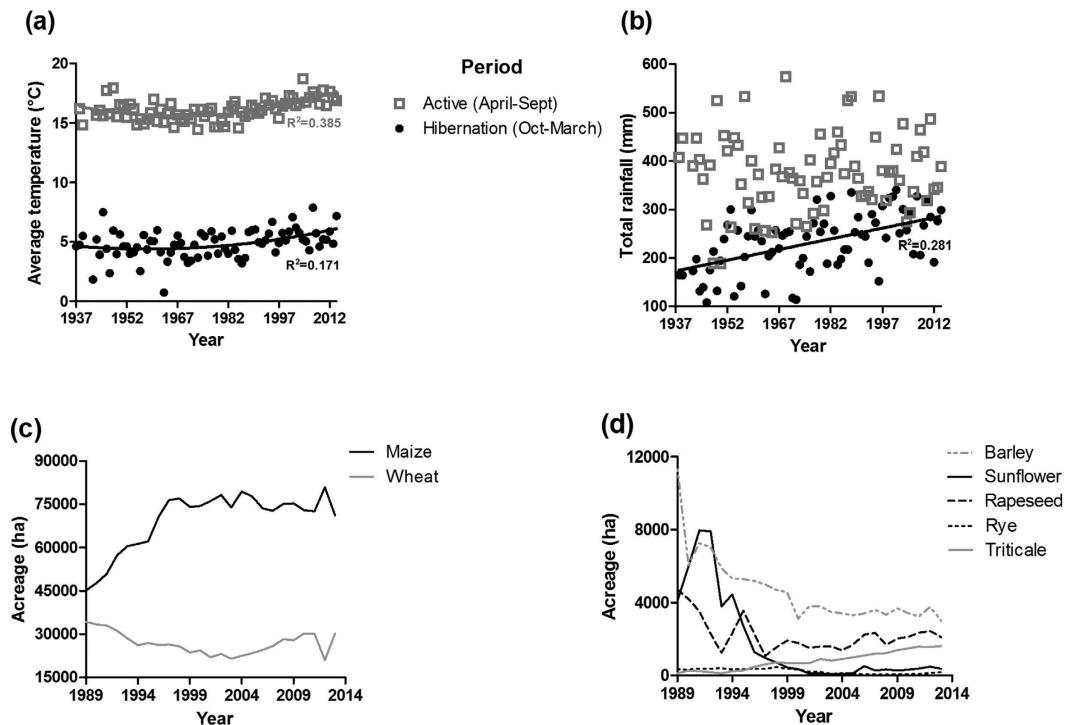 (a)
Average temperature (°C)
20
15
10
5
0
R²=0.385
R²=0.171
1937 1952 1967 1982 1997 2012
Year
Period
Active (April-Sept)
Hibernation (Oct-March)
(b)
Total rainfall (mm)
600
500
400
300
200
100
R²=0.281
1937 1952 1967 1982 1997 2012
Year
(c)
Acreage (ha)
90000
75000
60000
45000
30000
15000
1989 1994 1999 2004 2009 2014
Year
Maize
Wheat
(d)
Acreage (ha)
12000
8000
4000
0
1989 1994 1999 2004 2009 2014
Year
Barley
Sunflower
Rapeseed
Rye
Triticale